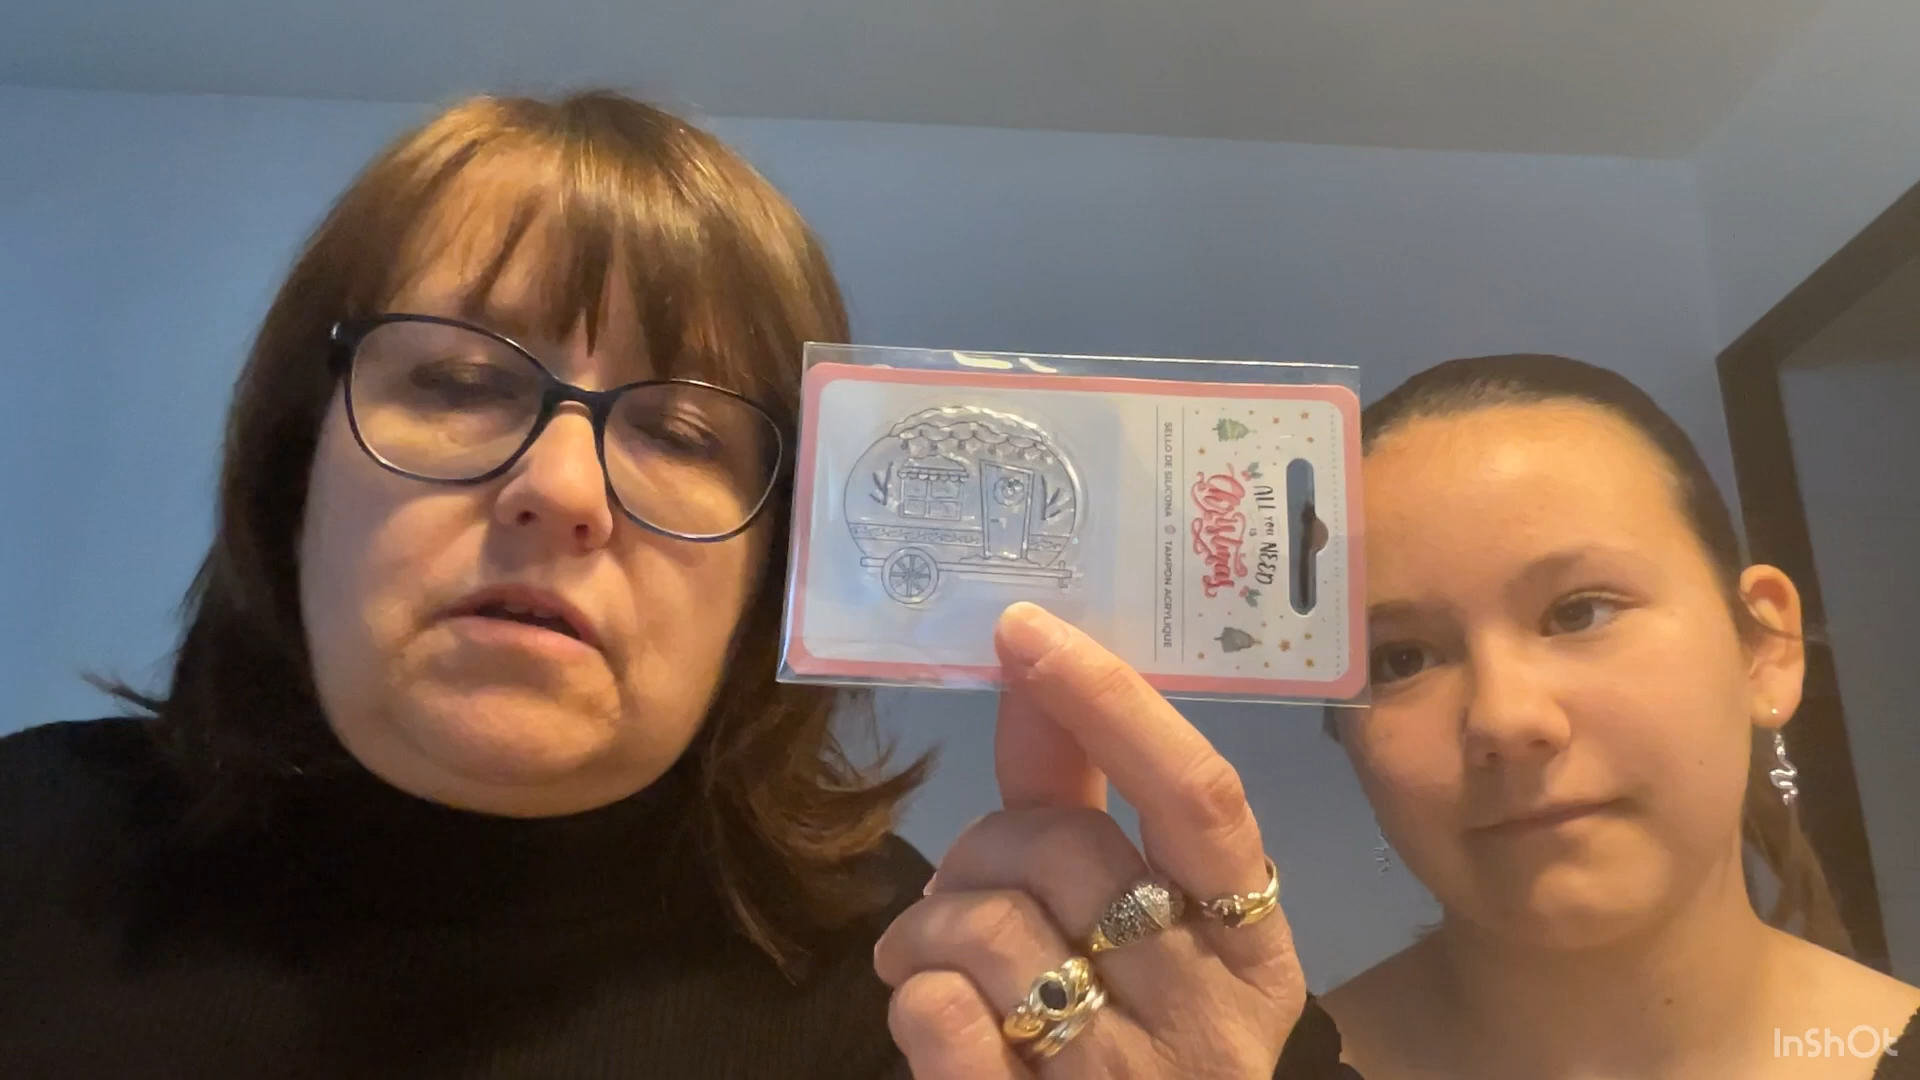 ALL YOU NEED
IS
Christmas
SELLO DE SILICONA
TAMPON ACRYLIQUE
InShOt